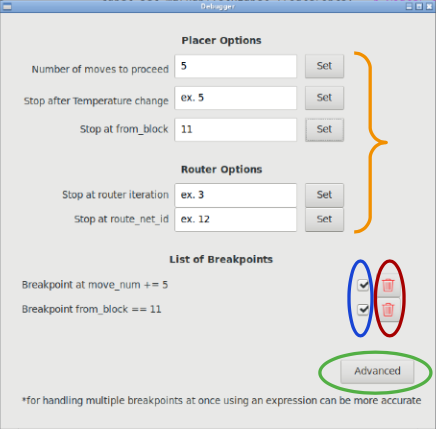 Debugger
Placer Options
Number of moves to proceed 5 Set
Stop after Temperature change ex. 5 Set
Stop at from_block 11 Set
Router Options
Stop at router iteration ex. 3 Set
Stop at route_net_id ex. 12 Set
List of Breakpoints
Breakpoint at move_num += 5
Breakpoint from_block == 11
Advanced
*for handling multiple breakpoints at once using an expression can be more accurate